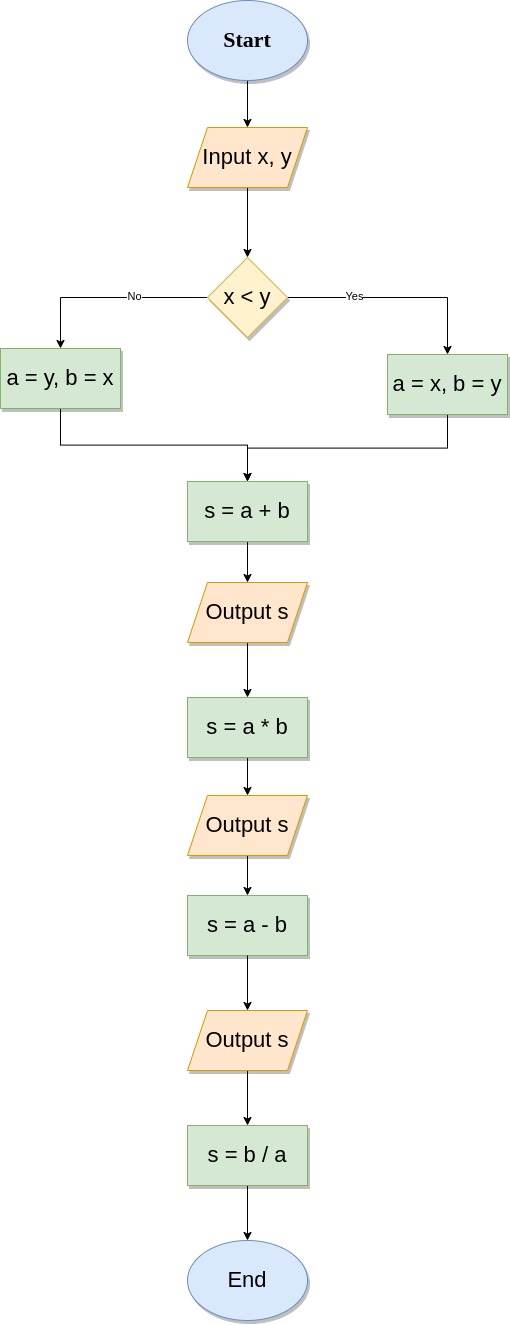 Start
Input x, y
x < y
No
Yes
a = y, b = x
a = x, b = y
s = a + b
Output s
s = a * b
Output s
s = a - b
Output s
s = b / a
End